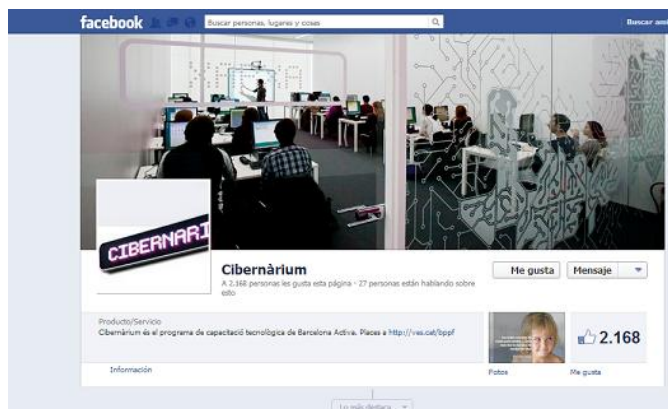 facebook
Buscar personas, lugares y cosas
Buscar ami
CIBERNARI
Cibernàrium
Me gusta
Mensaje
A 2.168 personas les gusta esta página · 27 personas están hablando sobre
esto
Producto/Servicio
Cibernàrium és el programa de capacitació tecnològica de Barcelona Activa. Places a http://ves.cat/bppf
2.168
Información
Fotos
Me gusta
Lo más destaca